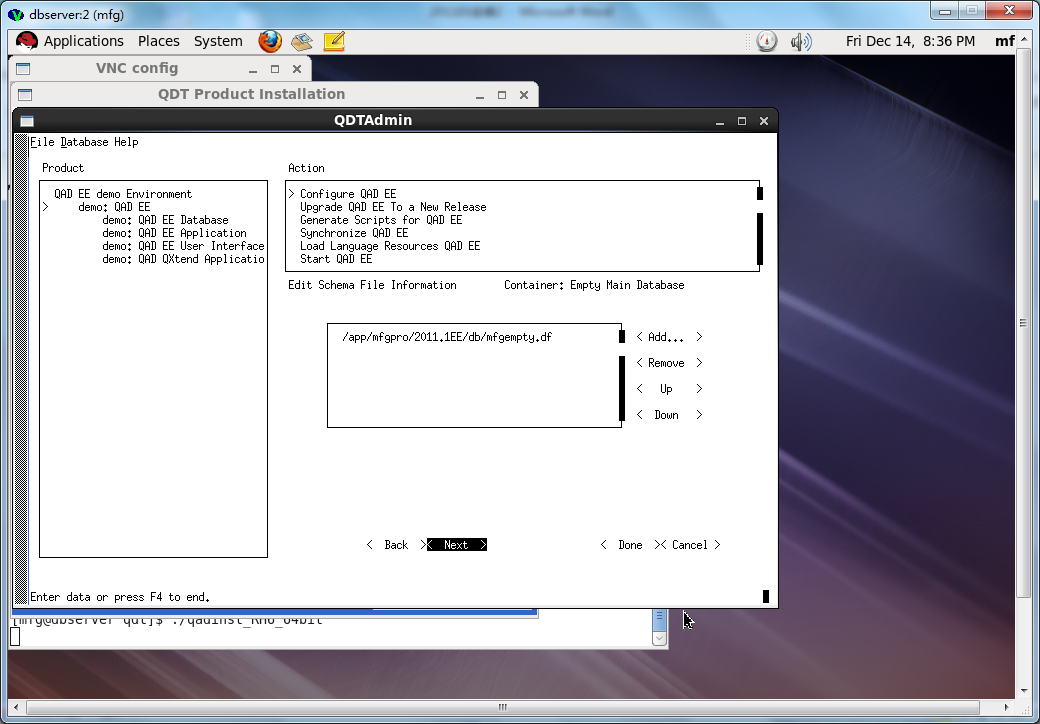 dbserver:2 (mfg)
Applications Places System Fri Dec 14, 8:36 PM mf
VNC config
QDT Product Installation
QDTAdmin
File Database Help
Product
QAD EE demo Environment
> demo: QAD EE
demo: QAD EE Database
demo: QAD EE Application
demo: QAD EE User Interface
demo: QAD QXtend Applicatio
Action
> Configure QAD EE
Upgrade QAD EE To a New Release
Generate Scripts for QAD EE
Synchronize QAD EE
Load Language Resources QAD EE
Start QAD EE
Edit Schema File Information Container: Empty Main Database
/app/mfgpro/2011.1EE/db/mfgempty.df
< Add... >
< Remove >
< Up >
< Down >
< Back >< Next > < Done >< Cancel >
Enter data or press F4 to end.
[mfg@dbserver qdt]$ ./qadinst_RH6_64bit